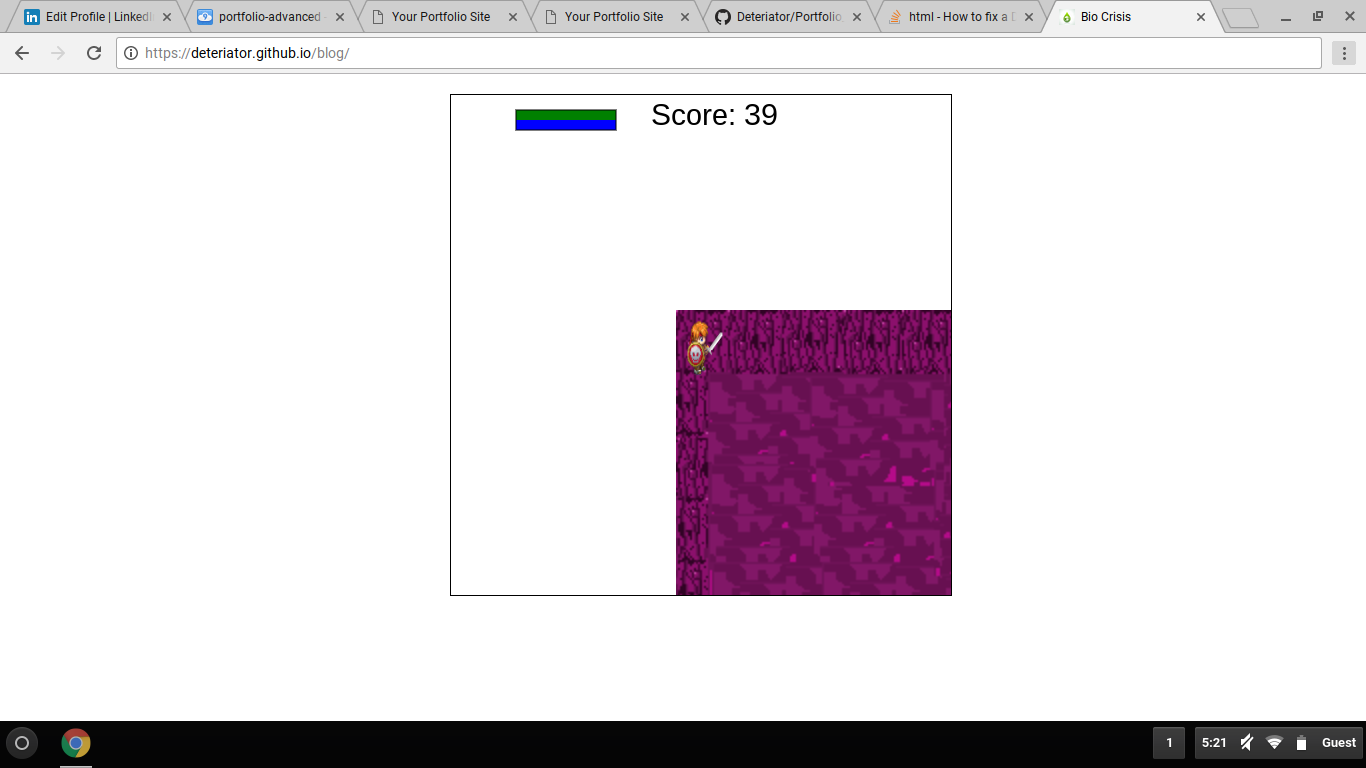 Edit Profile | LinkedI
portfolio-advanced
Your Portfolio Site
Your Portfolio Site
Deteriator/Portfolio
html - How to fix a D
Bio Crisis
https://deteriator.github.io/blog/
Score: 39
1
5:21
Guest